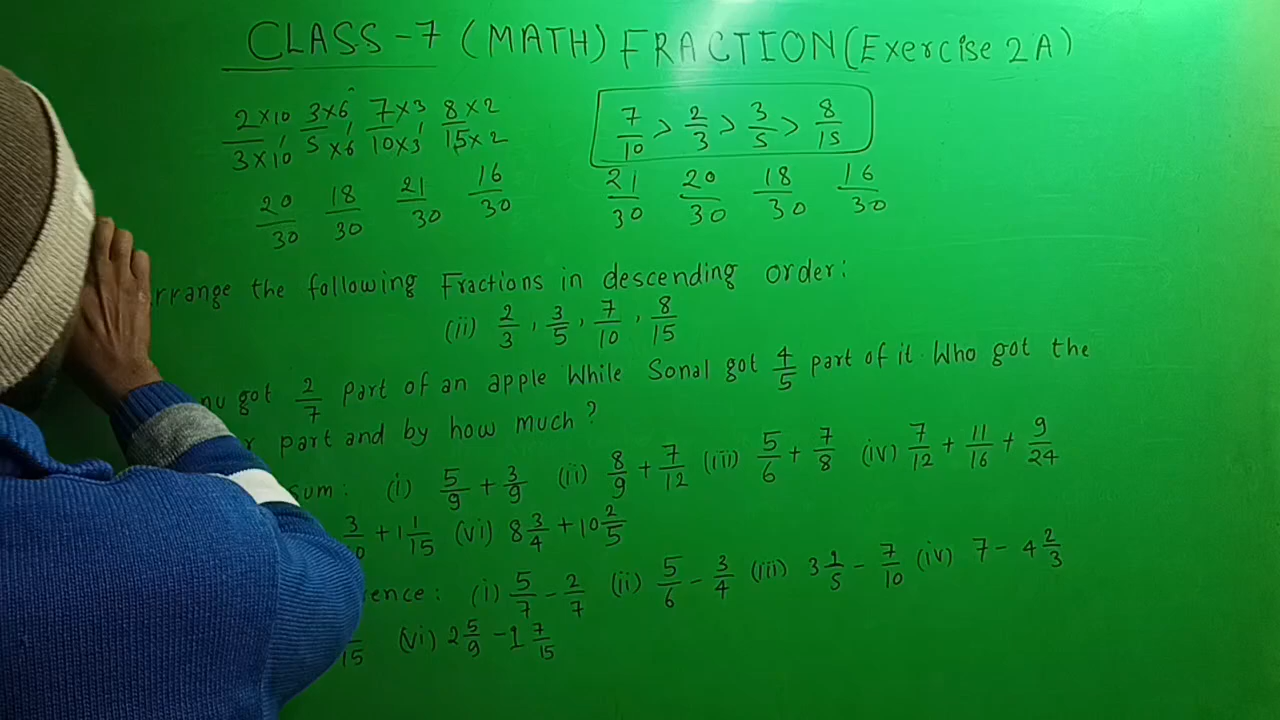 CLASS-7 (MATH) FRACTION (Exercise 2A)
2×10/3×10 3×6/5×6 7×3/10×3 8×2/15×2
20/30 18/30 21/30 16/30
7/10 > 2/3 > 3/5 > 8/15
21/30 20/30 18/30 16/30
rrange the following Fractions in descending order:
(ii) 2/3, 3/5, 7/10, 8/15
nu got 2/7 part of an apple While Sonal got 4/5 part of it. Who got the
part and by how much?
sum: (i) 5/9 + 3/9 (ii) 8/9 + 7/12 (iii) 5/6 + 7/8 (iv) 7/12 + 11/16 + 9/24
+ 1 1/15 (vi) 8 3/4 + 10 2/5
rence: (i) 5/7 - 2/7 (ii) 5/6 - 3/4 (iii) 3 1/5 - 7/10 (iv) 7 - 4 2/3
15 (vi) 2 5/9 - 1 7/15